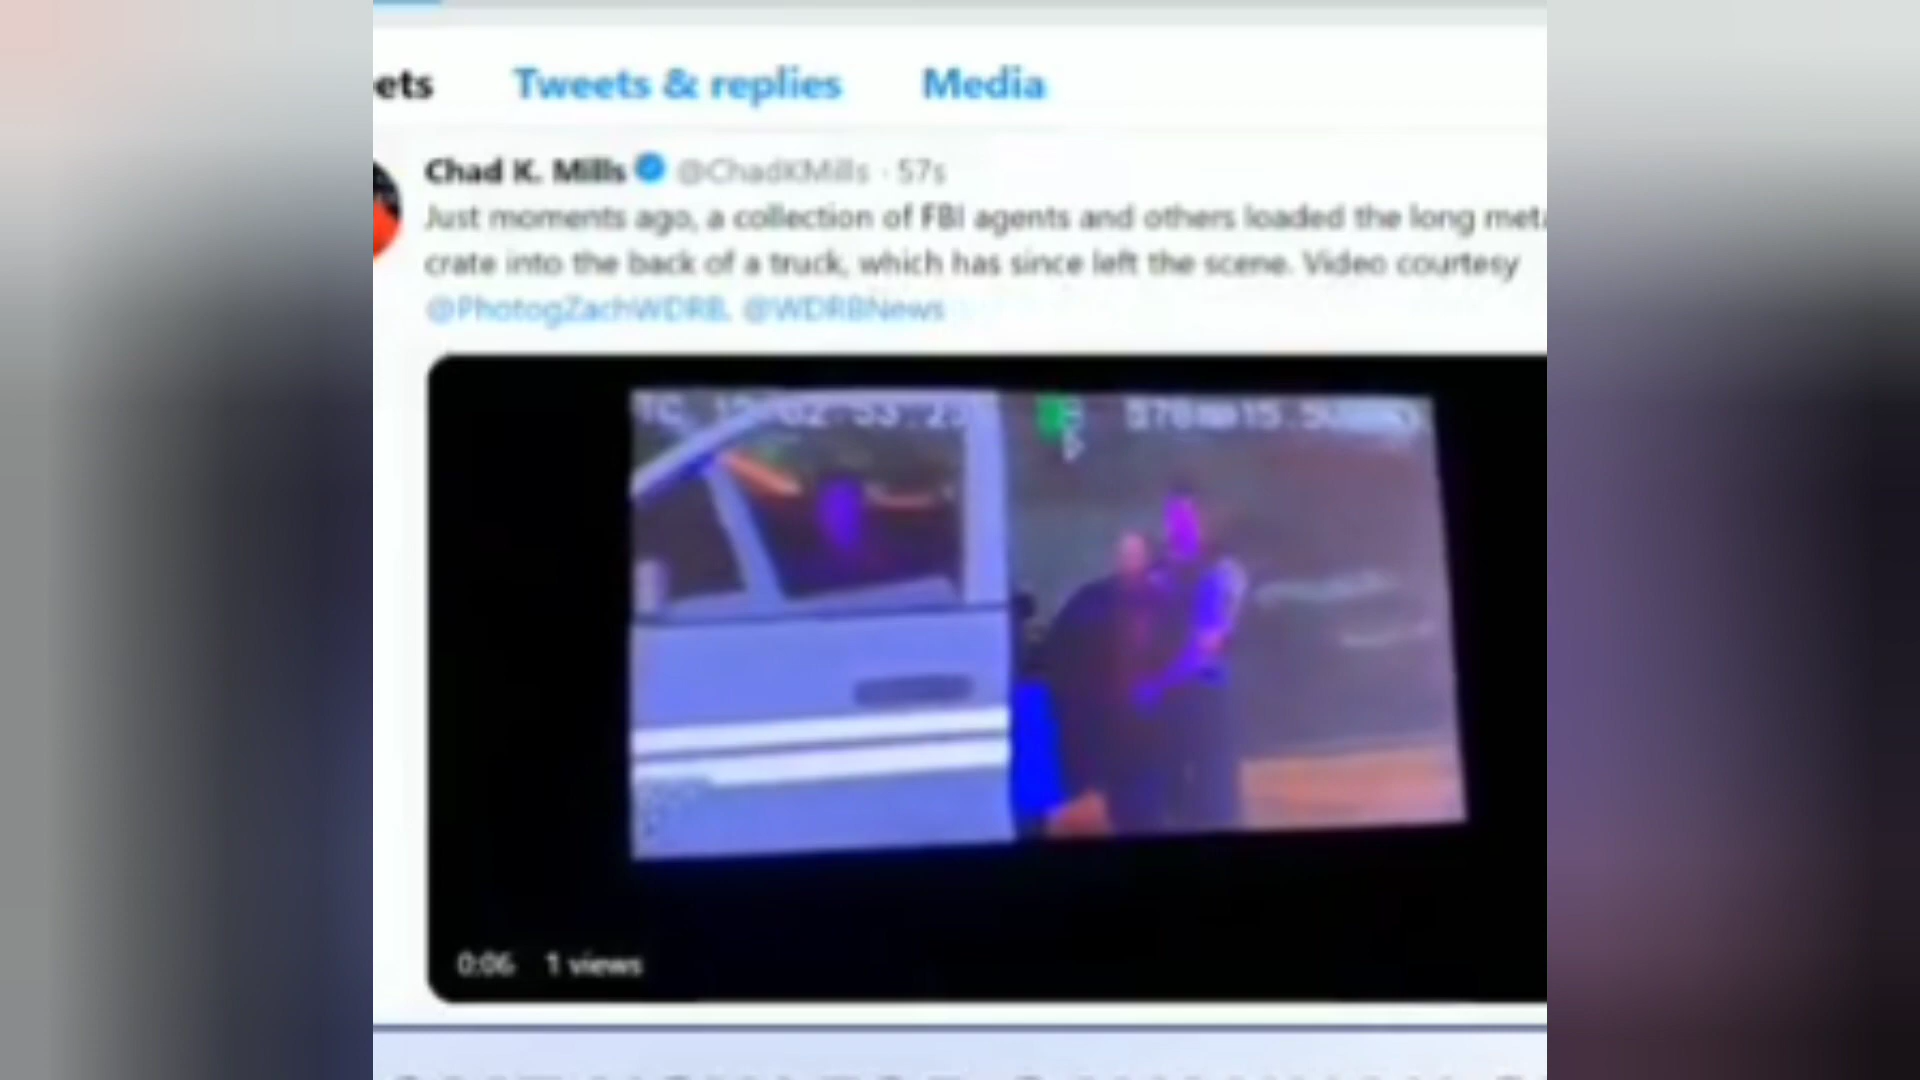 ets Tweets & replies Media
Chad K. Mills @ChadKMills · 57s
Just moments ago, a collection of FBI agents and others loaded the long meta
crate into the back of a truck, which has since left the scene. Video courtesy
@PhotogZachWDRB. @WDRBNews
0:06 1 views